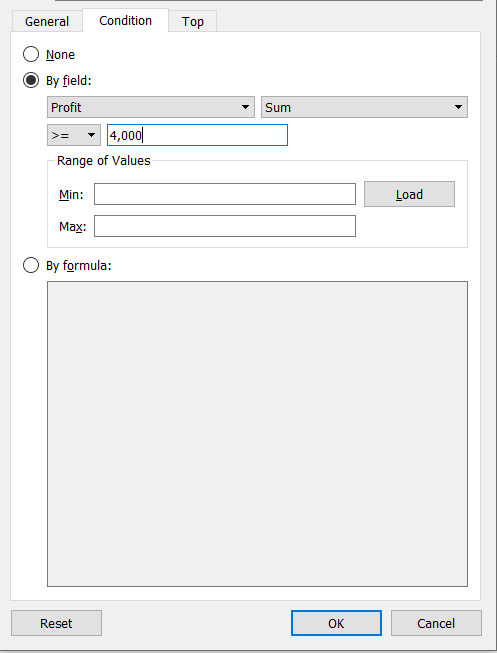 General Condition Top
None
By field:
Profit Sum
>= 4,000
Range of Values
Min: Load
Max:
By formula:
Reset OK Cancel